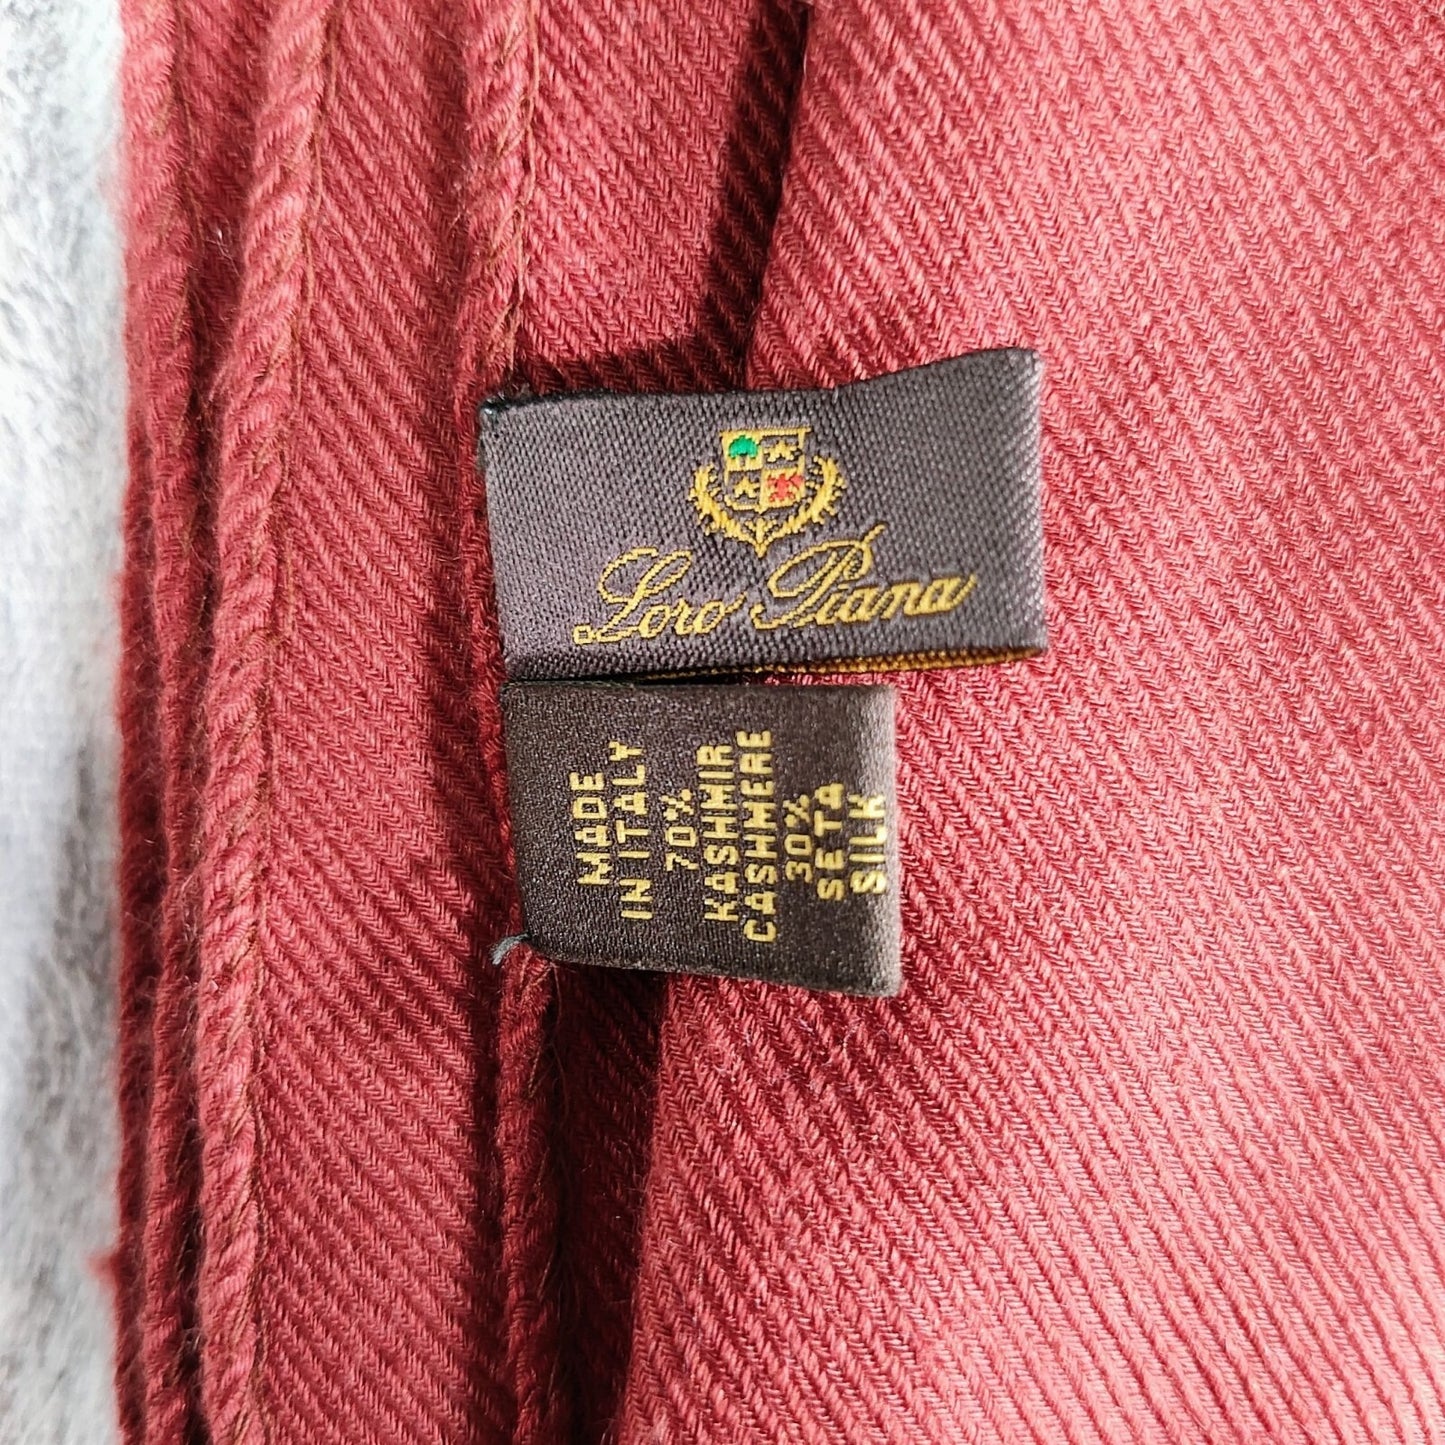 Loro Piana
MADE
IN ITALY
70%
KASHMIR
CASHMERE
30%
SETA
SILK